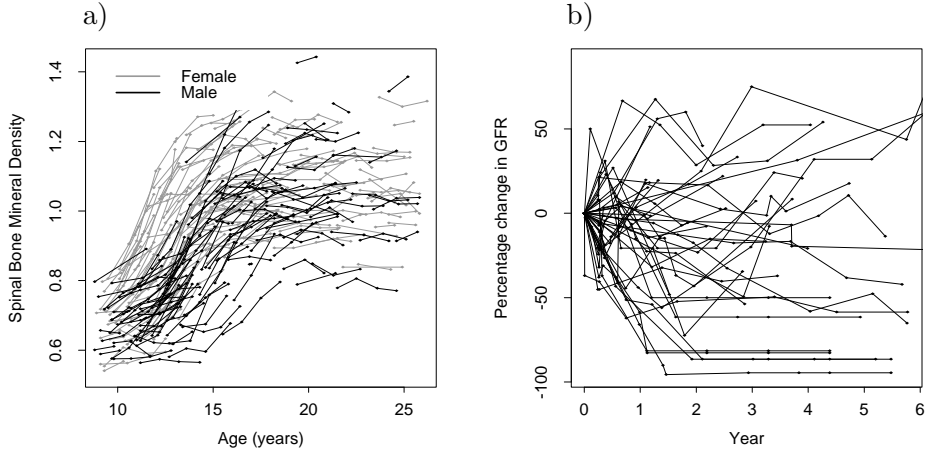 a)
Spinal Bone Mineral Density
1.4
1.2
1.0
0.8
0.6
Female
Male
10 15 20 25
Age (years)
b)
Percentage change in GFR
50
0
-50
-100
0 1 2 3 4 5 6
Year